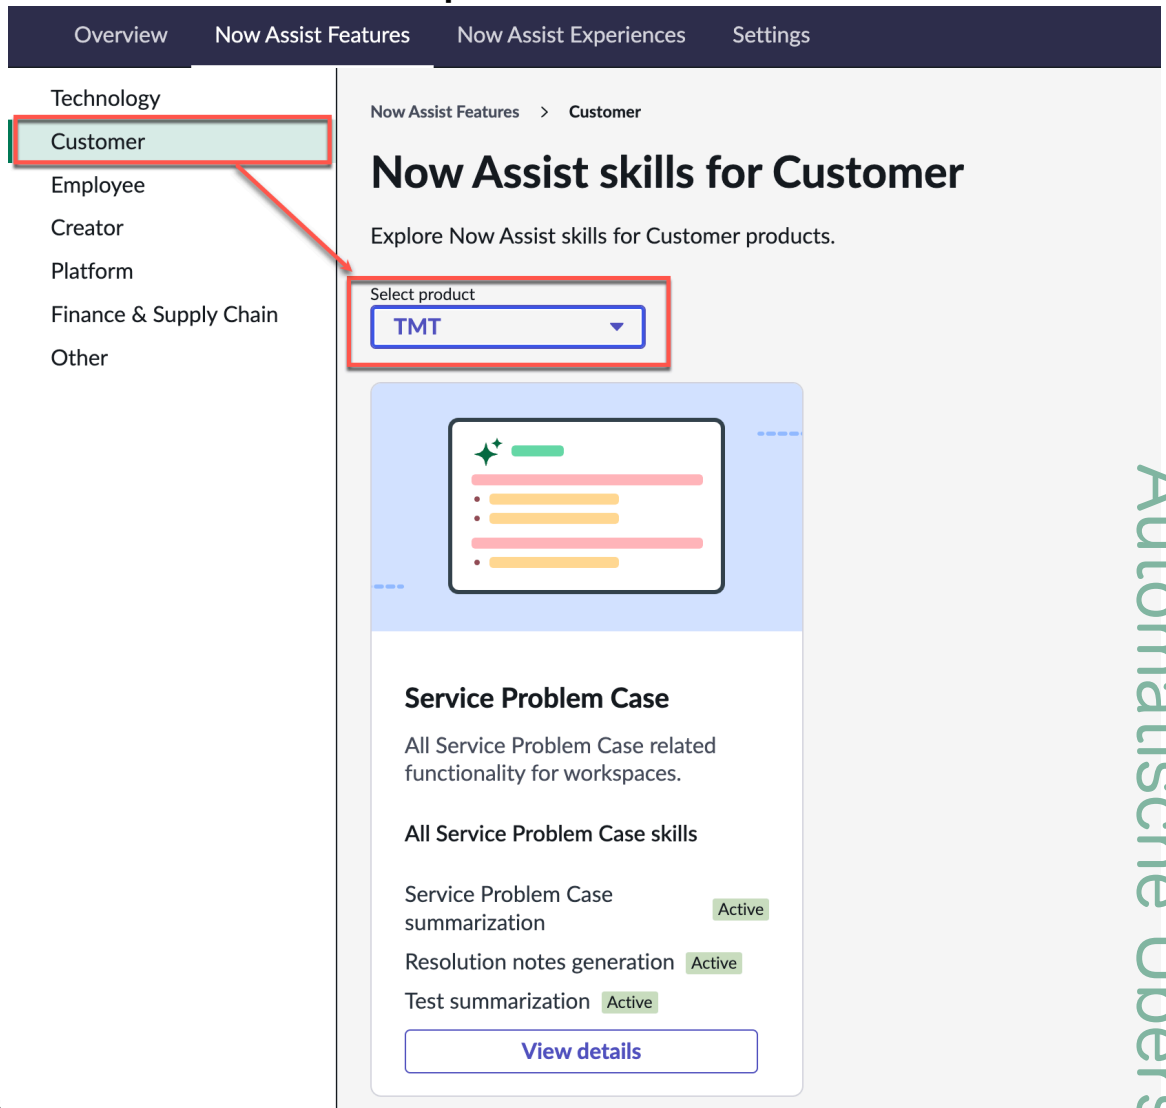 Overview Now Assist Features Now Assist Experiences Settings
Technology
Customer
Employee
Creator
Platform
Finance & Supply Chain
Other
Now Assist Features > Customer
Now Assist skills for Customer
Explore Now Assist skills for Customer products.
Select product
TMT
Service Problem Case
All Service Problem Case related
functionality for workspaces.
All Service Problem Case skills
Service Problem Case
summarization
Active
Resolution notes generation Active
Test summarization Active
View details
Automatische